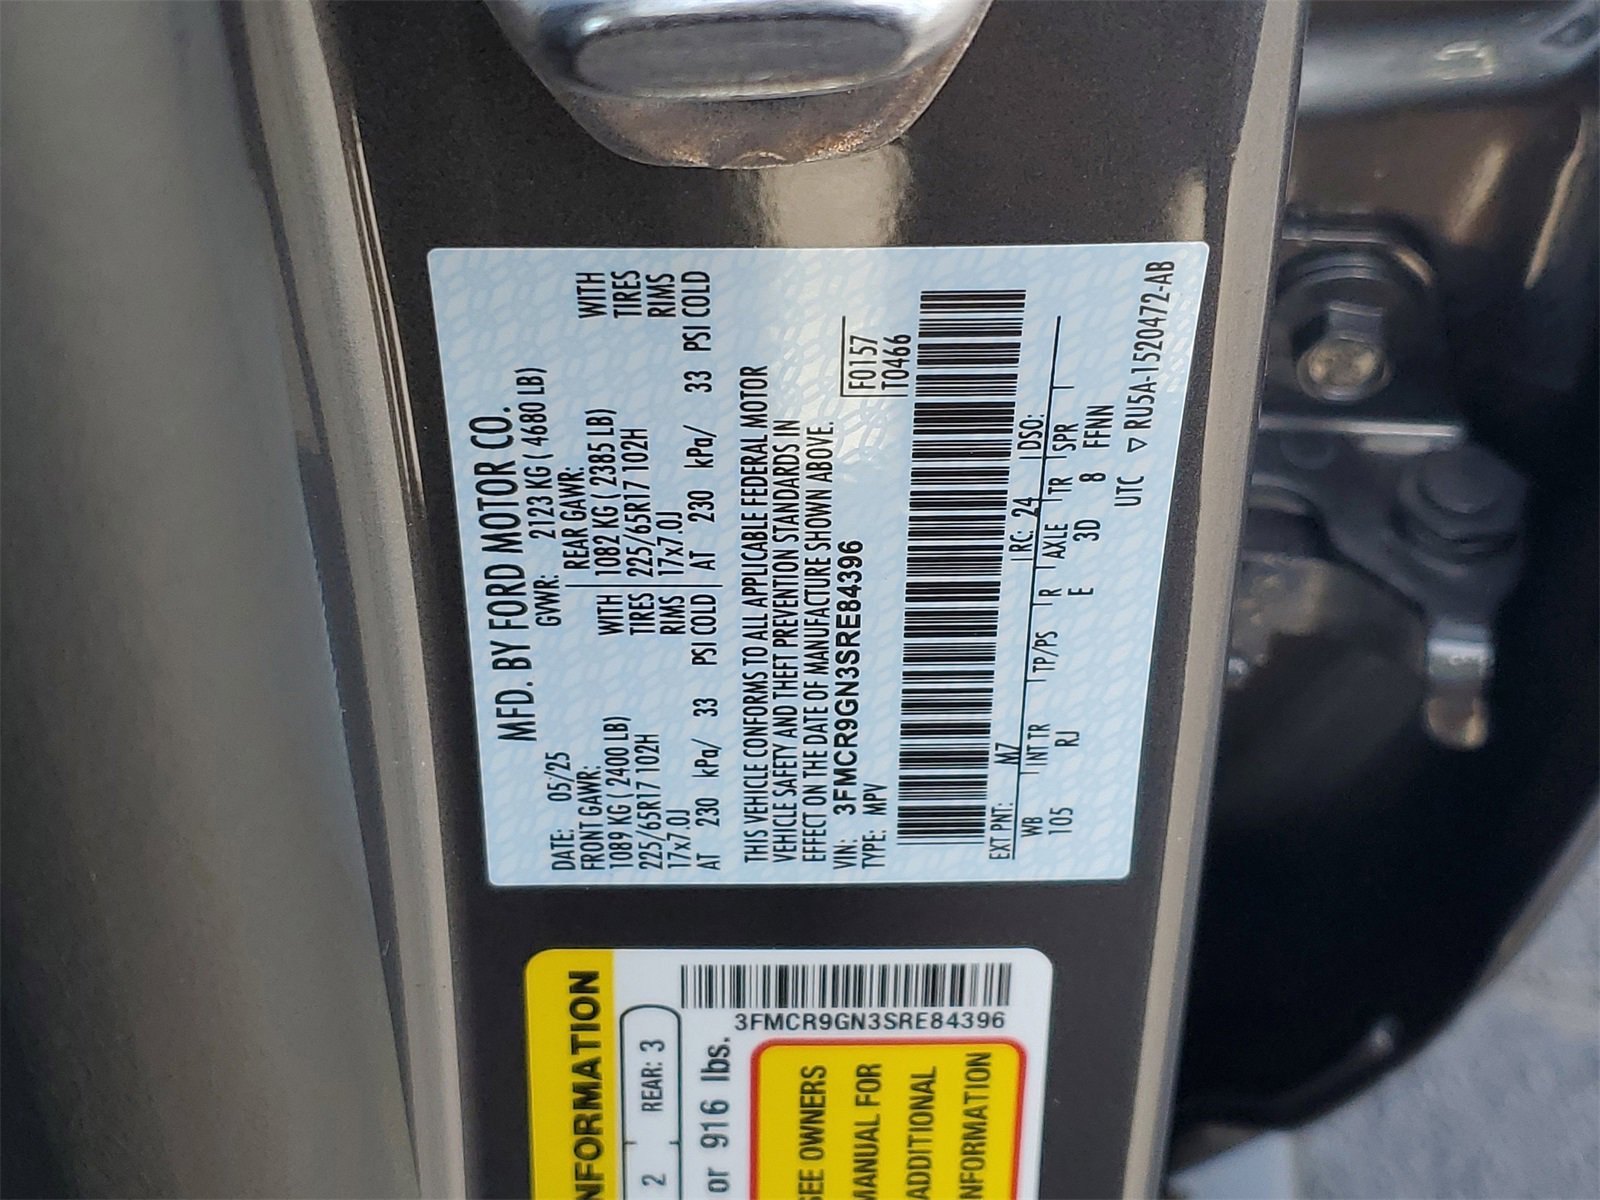 MFD. BY FORD MOTOR CO.
DATE: 05/25 GVWR: 2123 KG ( 4680 LB)
FRONT GAWR: REAR GAWR:
1089 KG ( 2400 LB) WITH 1082 KG ( 2385 LB) WITH
225/65R17 102H TIRES 225/65R17 102H TIRES
17x7.0J RIMS 17x7.0J RIMS
AT 230 kPa/ 33 PSI COLD AT 230 kPa/ 33 PSI COLD
THIS VEHICLE CONFORMS TO ALL APPLICABLE FEDERAL MOTOR
VEHICLE SAFETY AND THEFT PREVENTION STANDARDS IN
EFFECT ON THE DATE OF MANUFACTURE SHOWN ABOVE.
VIN: 3FMCR9GN3SRE84396 F0157
TYPE: MPV T0466
EXT PNT: M7 RC: 24 DSO:
WB INT TR TP/PS R AXLE TR SPR
105 RJ E 3D 8 FFNN
UTC ▽ RU5A-1520472-AB
NFORMATION
2 REAR: 3
or 916 lbs.
3FMCR9GN3SRE84396
SEE OWNERS
MANUAL FOR
ADDITIONAL
INFORMATION